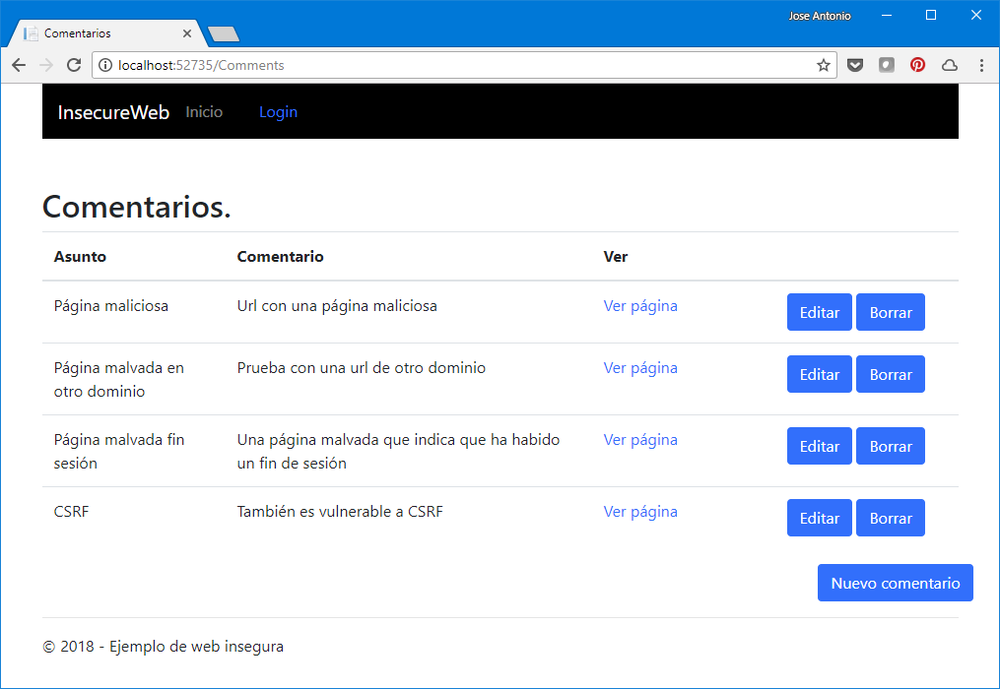 Jose Antonio
Comentarios
localhost:52735/Comments
InsecureWeb Inicio Login
Comentarios.
Asunto Comentario Ver
Página maliciosa Url con una página maliciosa Ver página Editar Borrar
Página malvada en Prueba con una url de otro dominio Ver página Editar Borrar
otro dominio
Página malvada fin Una página malvada que indica que ha habido Ver página Editar Borrar
sesión un fin de sesión
CSRF También es vulnerable a CSRF Ver página Editar Borrar
Nuevo comentario
© 2018 - Ejemplo de web insegura